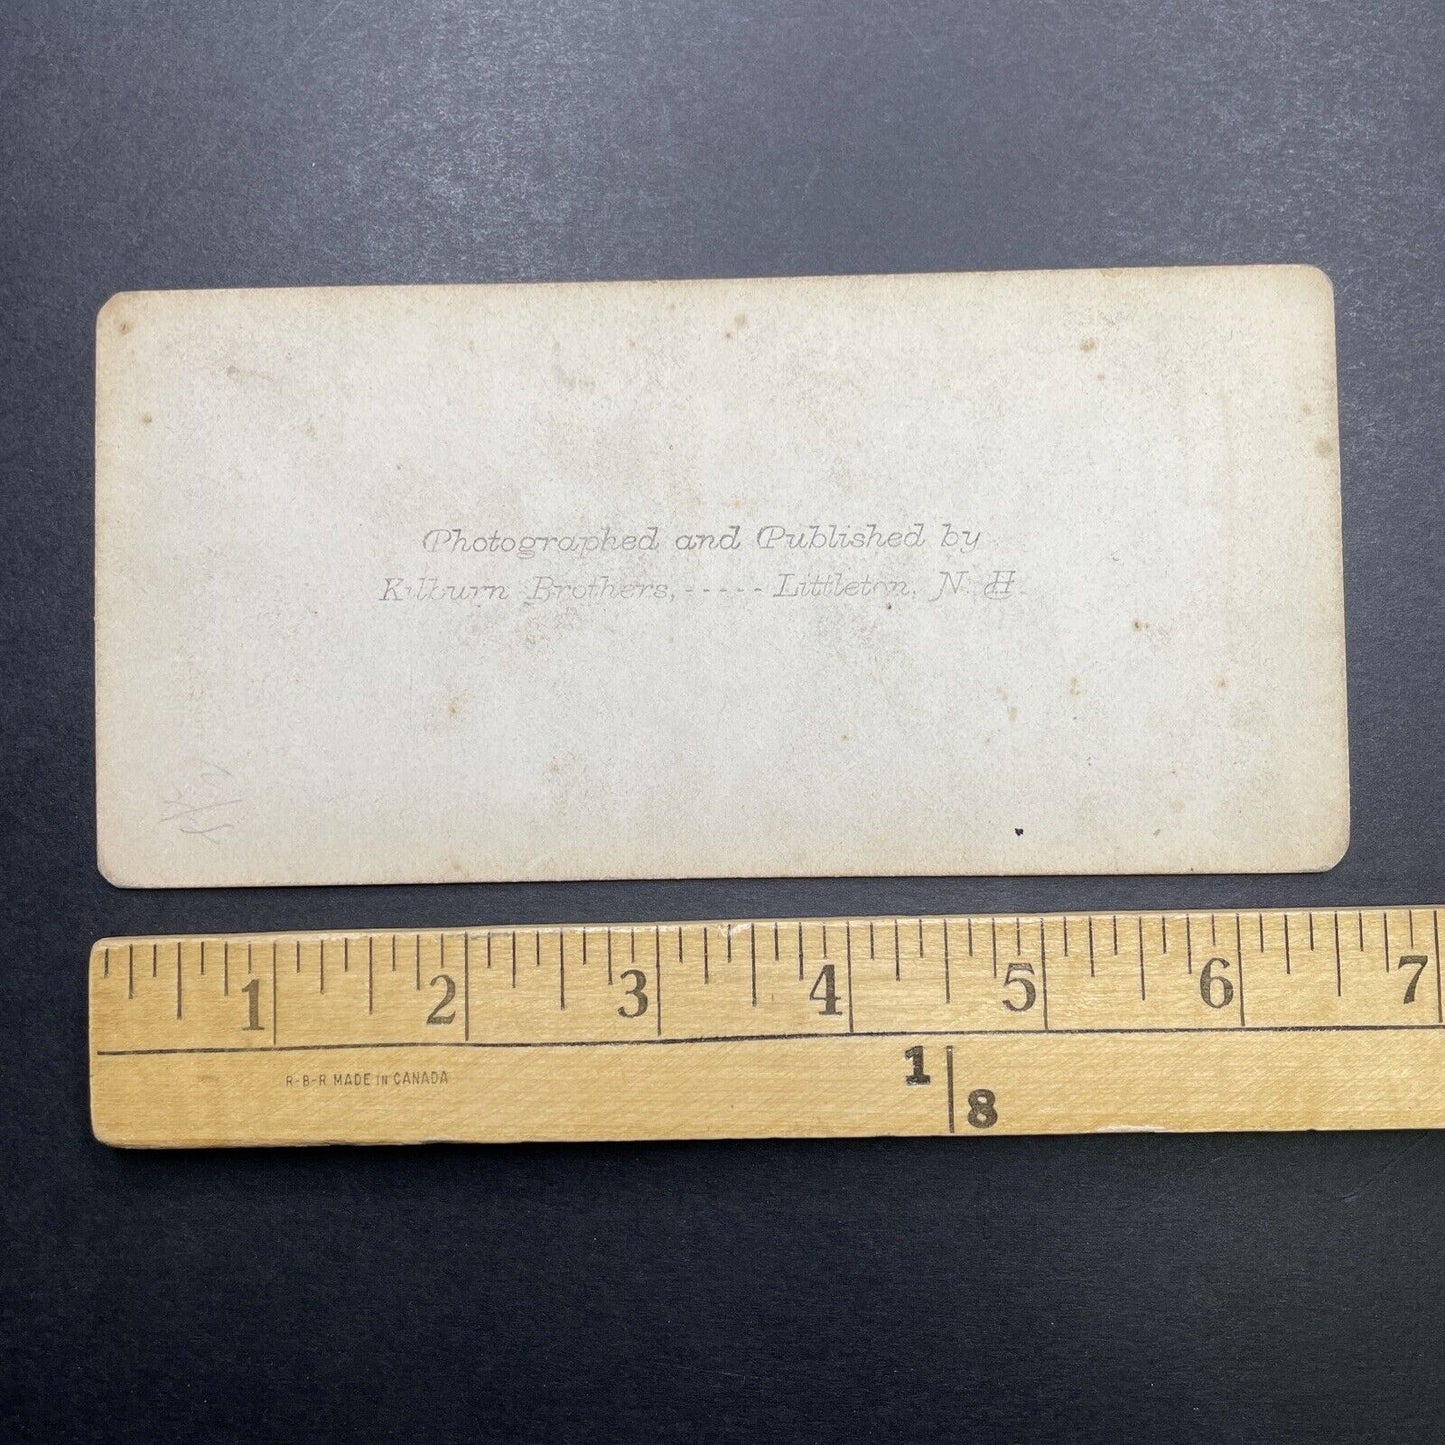 Photographed and Published by
Kilburn Brothers, ----- Littleton, N. H.
1 2 3 4 5 6 7
R-B-R MADE IN CANADA
1 8